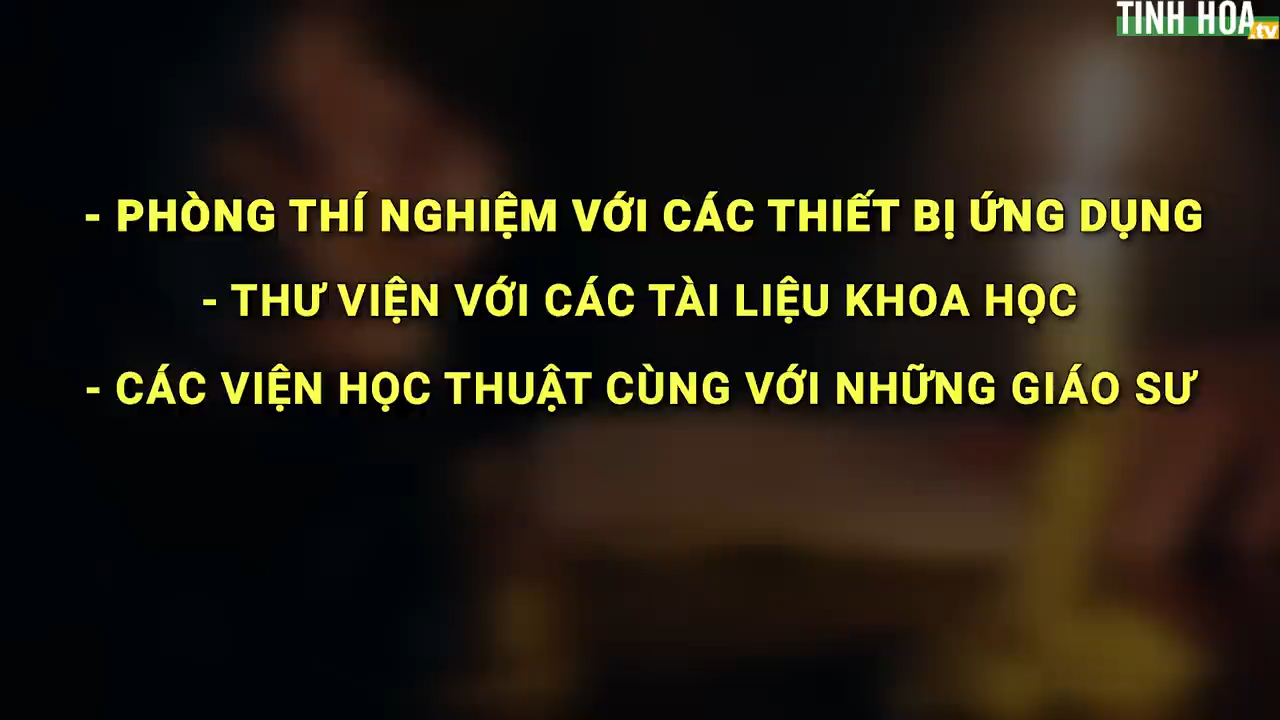 TINH HOA
.tv
- PHÒNG THÍ NGHIỆM VỚI CÁC THIẾT BỊ ỨNG DỤNG
- THƯ VIỆN VỚI CÁC TÀI LIỆU KHOA HỌC
- CÁC VIỆN HỌC THUẬT CÙNG VỚI NHỮNG GIÁO SƯ